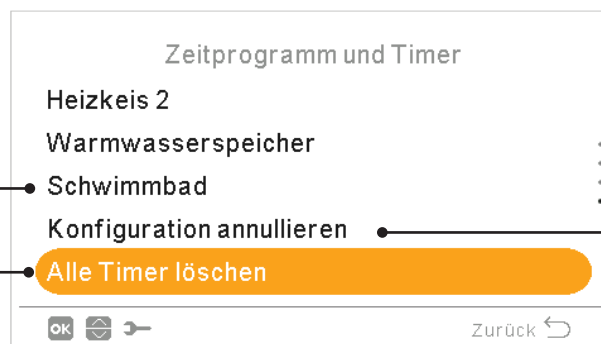 Zeitprogramm und Timer
Heizkeis 2
Warmwasserspeicher
Schwimmbad
Konfiguration annullieren
Alle Timer löschen
OK Zurück